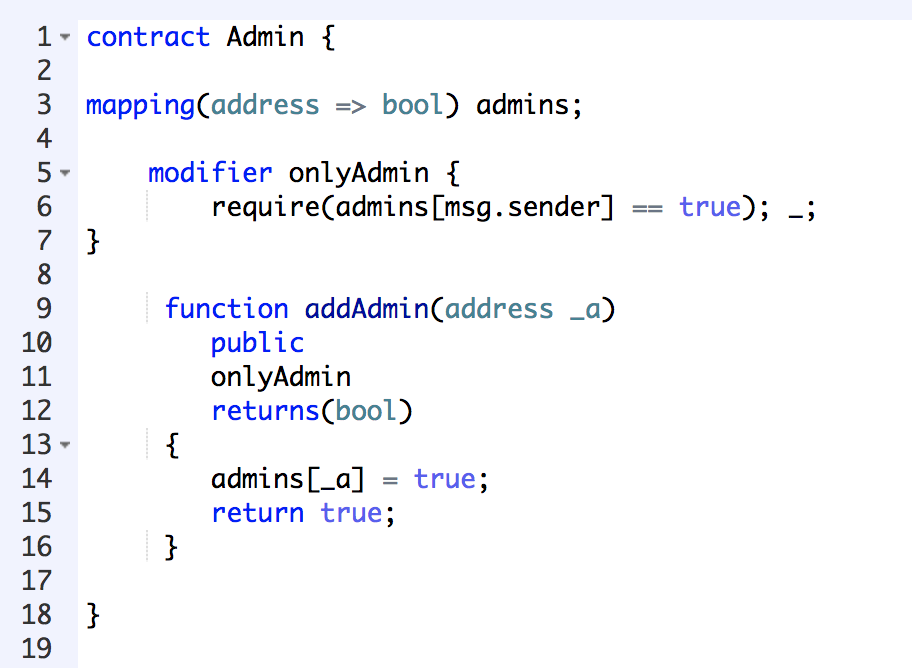 1 contract Admin {
2
3 mapping(address => bool) admins;
4
5 modifier onlyAdmin {
6 require(admins[msg.sender] == true); _;
7 }
8
9 function addAdmin(address _a)
10 public
11 onlyAdmin
12 returns(bool)
13 {
14 admins[_a] = true;
15 return true;
16 }
17
18 }
19